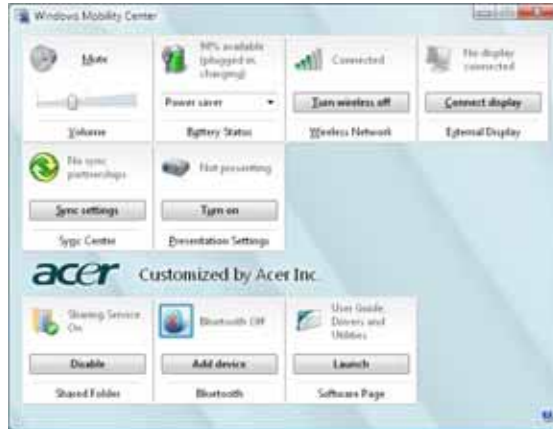 Windows Mobility Center
Mute
Volume
98% available
(plugged in,
charging)
Power saver
Battery Status
Connected
Turn wireless off
Wireless Network
No display
connected
Connect display
External Display
No sync
partnerships
Sync settings
Sync Center
Not presenting
Turn on
Presentation Settings
acer Customized by Acer Inc.
Sharing Service
On
Disable
Shared Folder
Bluetooth Off
Add device
Bluetooth
User Guide,
Drivers and
Utilities
Launch
Software Page